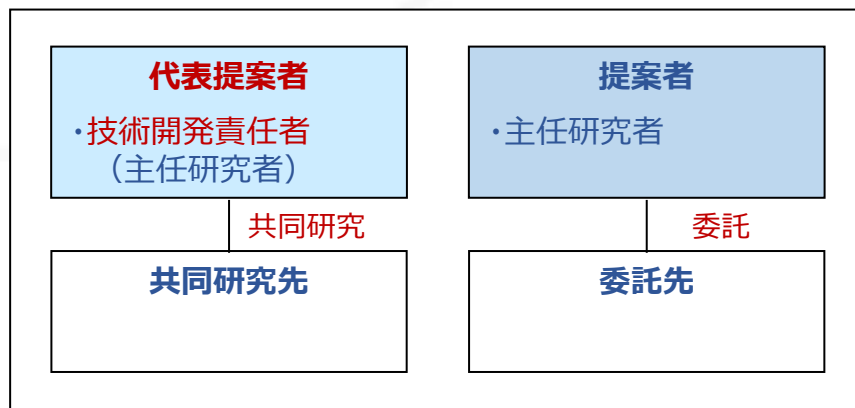 代表提案者
・技術開発責任者
（主任研究者）
提案者
・主任研究者
共同研究
委託
共同研究先
委託先